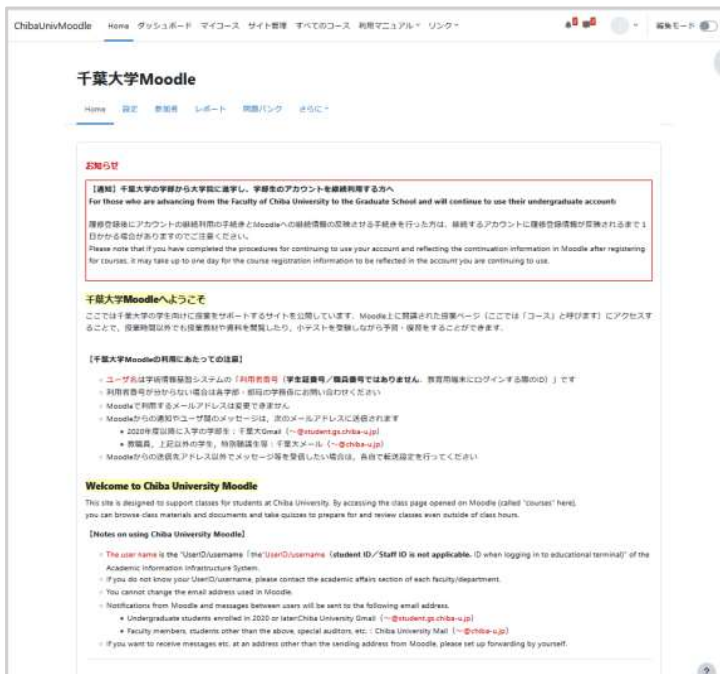 ChibaUnivMoodle Home ダッシュボード マイコース サイト管理 すべてのコース 利用マニュアル リンク 編集モード
千葉大学Moodle
Home 設定 参加者 レポート 問題バンク さらに
お知らせ
【通知】千葉大学の学部から大学院に進学し、学部生のアカウントを継続利用する方へ
For those who are advancing from the Faculty of Chiba University to the Graduate School and will continue to use their undergraduate account:
履修登録後にアカウントの継続利用の手続きとMoodleへの継続情報の反映させる手続きを行った方は、継続するアカウントに履修登録情報が反映されるまで1
日かかる場合がありますのでご注意ください。
Please note that if you have completed the procedures for continuing to use your account and reflecting the continuation information in Moodle after registering
for courses, it may take up to one day for the course registration information to be reflected in the account you are continuing to use.
千葉大学Moodleへようこそ
ここでは千葉大学の学生向けに授業をサポートするサイトを公開しています。Moodle上に開講された授業ページ（ここでは「コース」と呼びます）にアクセスす
ることで、授業時間以外でも授業教材や資料を閲覧したり、小テストを受験しながら予習・復習をすることができます.
【千葉大学Moodleの利用にあたっての注意】
ユーザ名は学術情報基盤システムの「利用者番号（学生証番号／職員番号ではありません. 教育用端末にログインする際のID）」です
利用者番号が分からない場合は各学部・部局の学務係にお問い合わせください
Moodleで利用するメールアドレスは変更できません
Moodleからの通知やユーザ間のメッセージは、次のメールアドレスに送信されます
2020年度以降に入学の学部生：千葉大Gmail（～@student.gs.chiba-u.jp）
教職員，上記以外の学生，特別聴講生等：千葉大メール（～@chiba-u.jp）
Moodleからの送信先アドレス以外でメッセージ等を受信したい場合は、各自で転送設定を行ってください
Welcome to Chiba University Moodle
This site is designed to support classes for students at Chiba University. By accessing the class page opened on Moodle (called "courses" here),
you can browse class materials and documents and take quizzes to prepare for and review classes even outside of class hours.
【Notes on using Chiba University Moodle】
The user name is the "UserID/username「the"UserID/username（student ID／Staff ID is not applicable. ID when logging in to educational terminal)" of the
Academic Information Infrastructure System.
If you do not know your UserID/username, please contact the academic affairs section of each faculty/department.
You cannot change the email address used in Moodle.
Notifications from Moodle and messages between users will be sent to the following email address.
Undergraduate students enrolled in 2020 or later:Chiba University Gmail（～@student.gs.chiba-u.jp）
Faculty members, students other than the above, special auditors, etc. : Chiba University Mail（～@chiba-u.jp）
If you want to receive messages etc. at an address other than the sending address from Moodle, please set up forwarding by yourself.
?